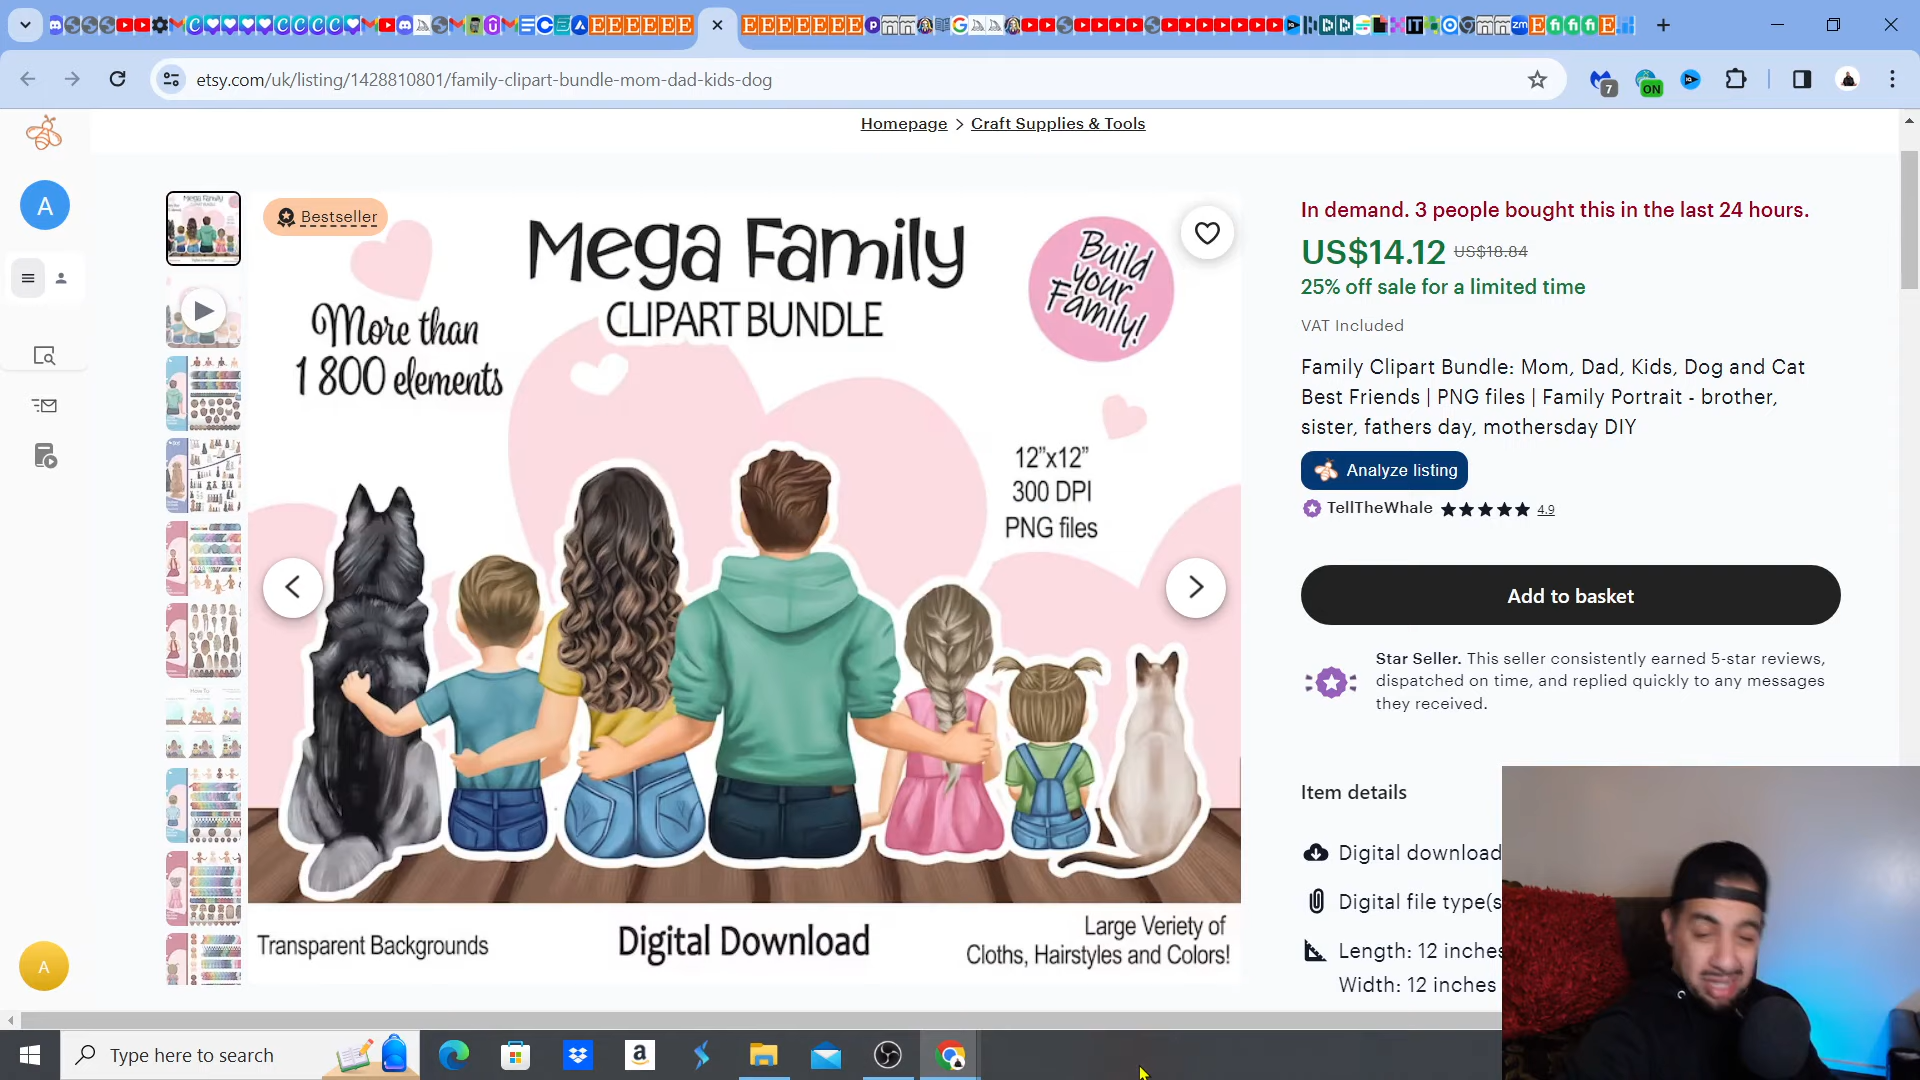 etsy.com/uk/listing/1428810801/family-clipart-bundle-mom-dad-kids-dog
7
ON
Homepage > Craft Supplies & Tools
A
Bestseller
Mega Family
CLIPART BUNDLE
Build
your
Family!
More than
1 800 elements
12”x12”
300 DPI
PNG files
Transparent Backgrounds
Digital Download
Large Veriety of
Cloths, Hairstyles and Colors!
In demand. 3 people bought this in the last 24 hours.
US$14.12 US$18.84
25% off sale for a limited time
VAT Included
Family Clipart Bundle: Mom, Dad, Kids, Dog and Cat
Best Friends | PNG files | Family Portrait - brother,
sister, fathers day, mothersday DIY
Analyze listing
TellTheWhale 4.9
Add to basket
Star Seller. This seller consistently earned 5-star reviews,
dispatched on time, and replied quickly to any messages
they received.
Item details
Digital download
Digital file type(s
Length: 12 inches
Width: 12 inches
A
Type here to search